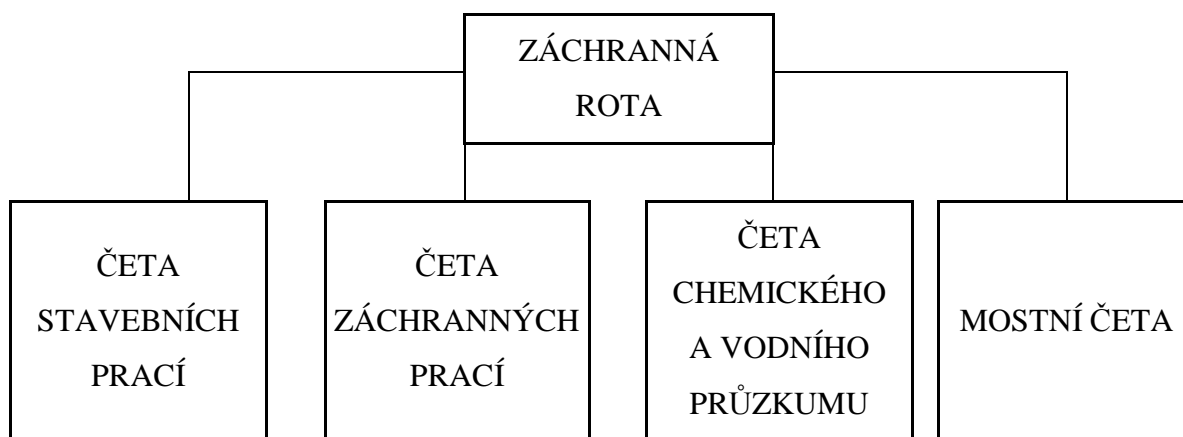 ZÁCHRANNÁ
ROTA
ČETA
STAVEBNÍCH
PRACÍ
ČETA
ZÁCHRANNÝCH
PRACÍ
ČETA
CHEMICKÉHO
A VODNÍHO
PRŮZKUMU
MOSTNÍ ČETA